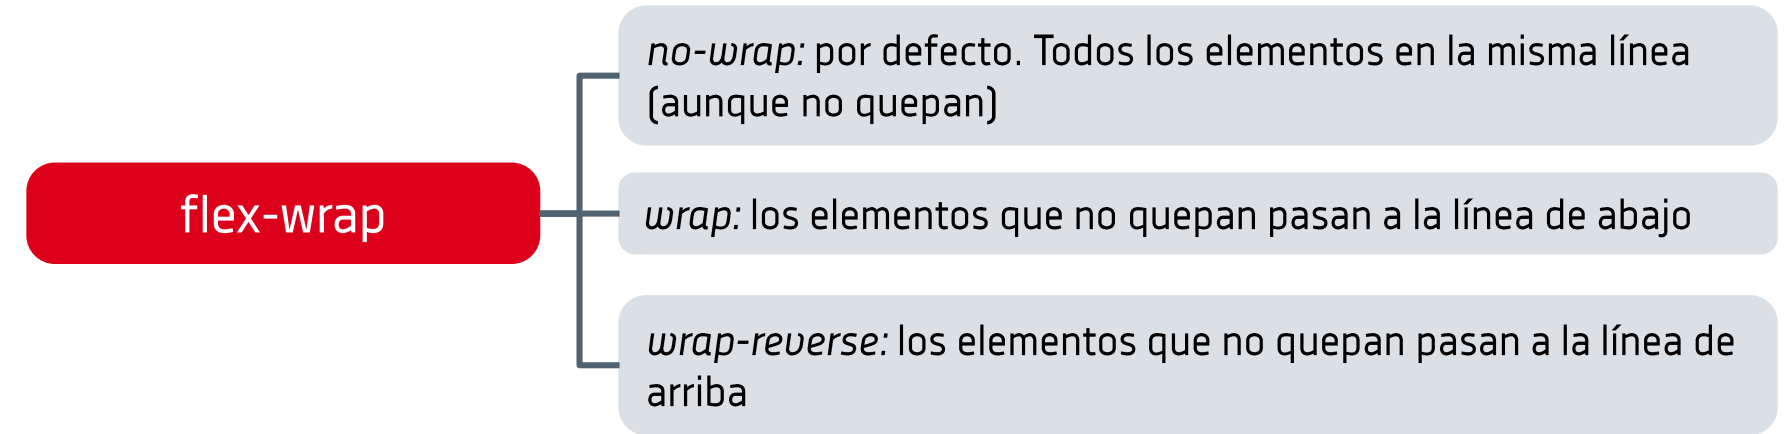 flex-wrap
no-wrap: por defecto. Todos los elementos en la misma línea
(aunque no quepan)
wrap: los elementos que no quepan pasan a la línea de abajo
wrap-reverse: los elementos que no quepan pasan a la línea de
arriba